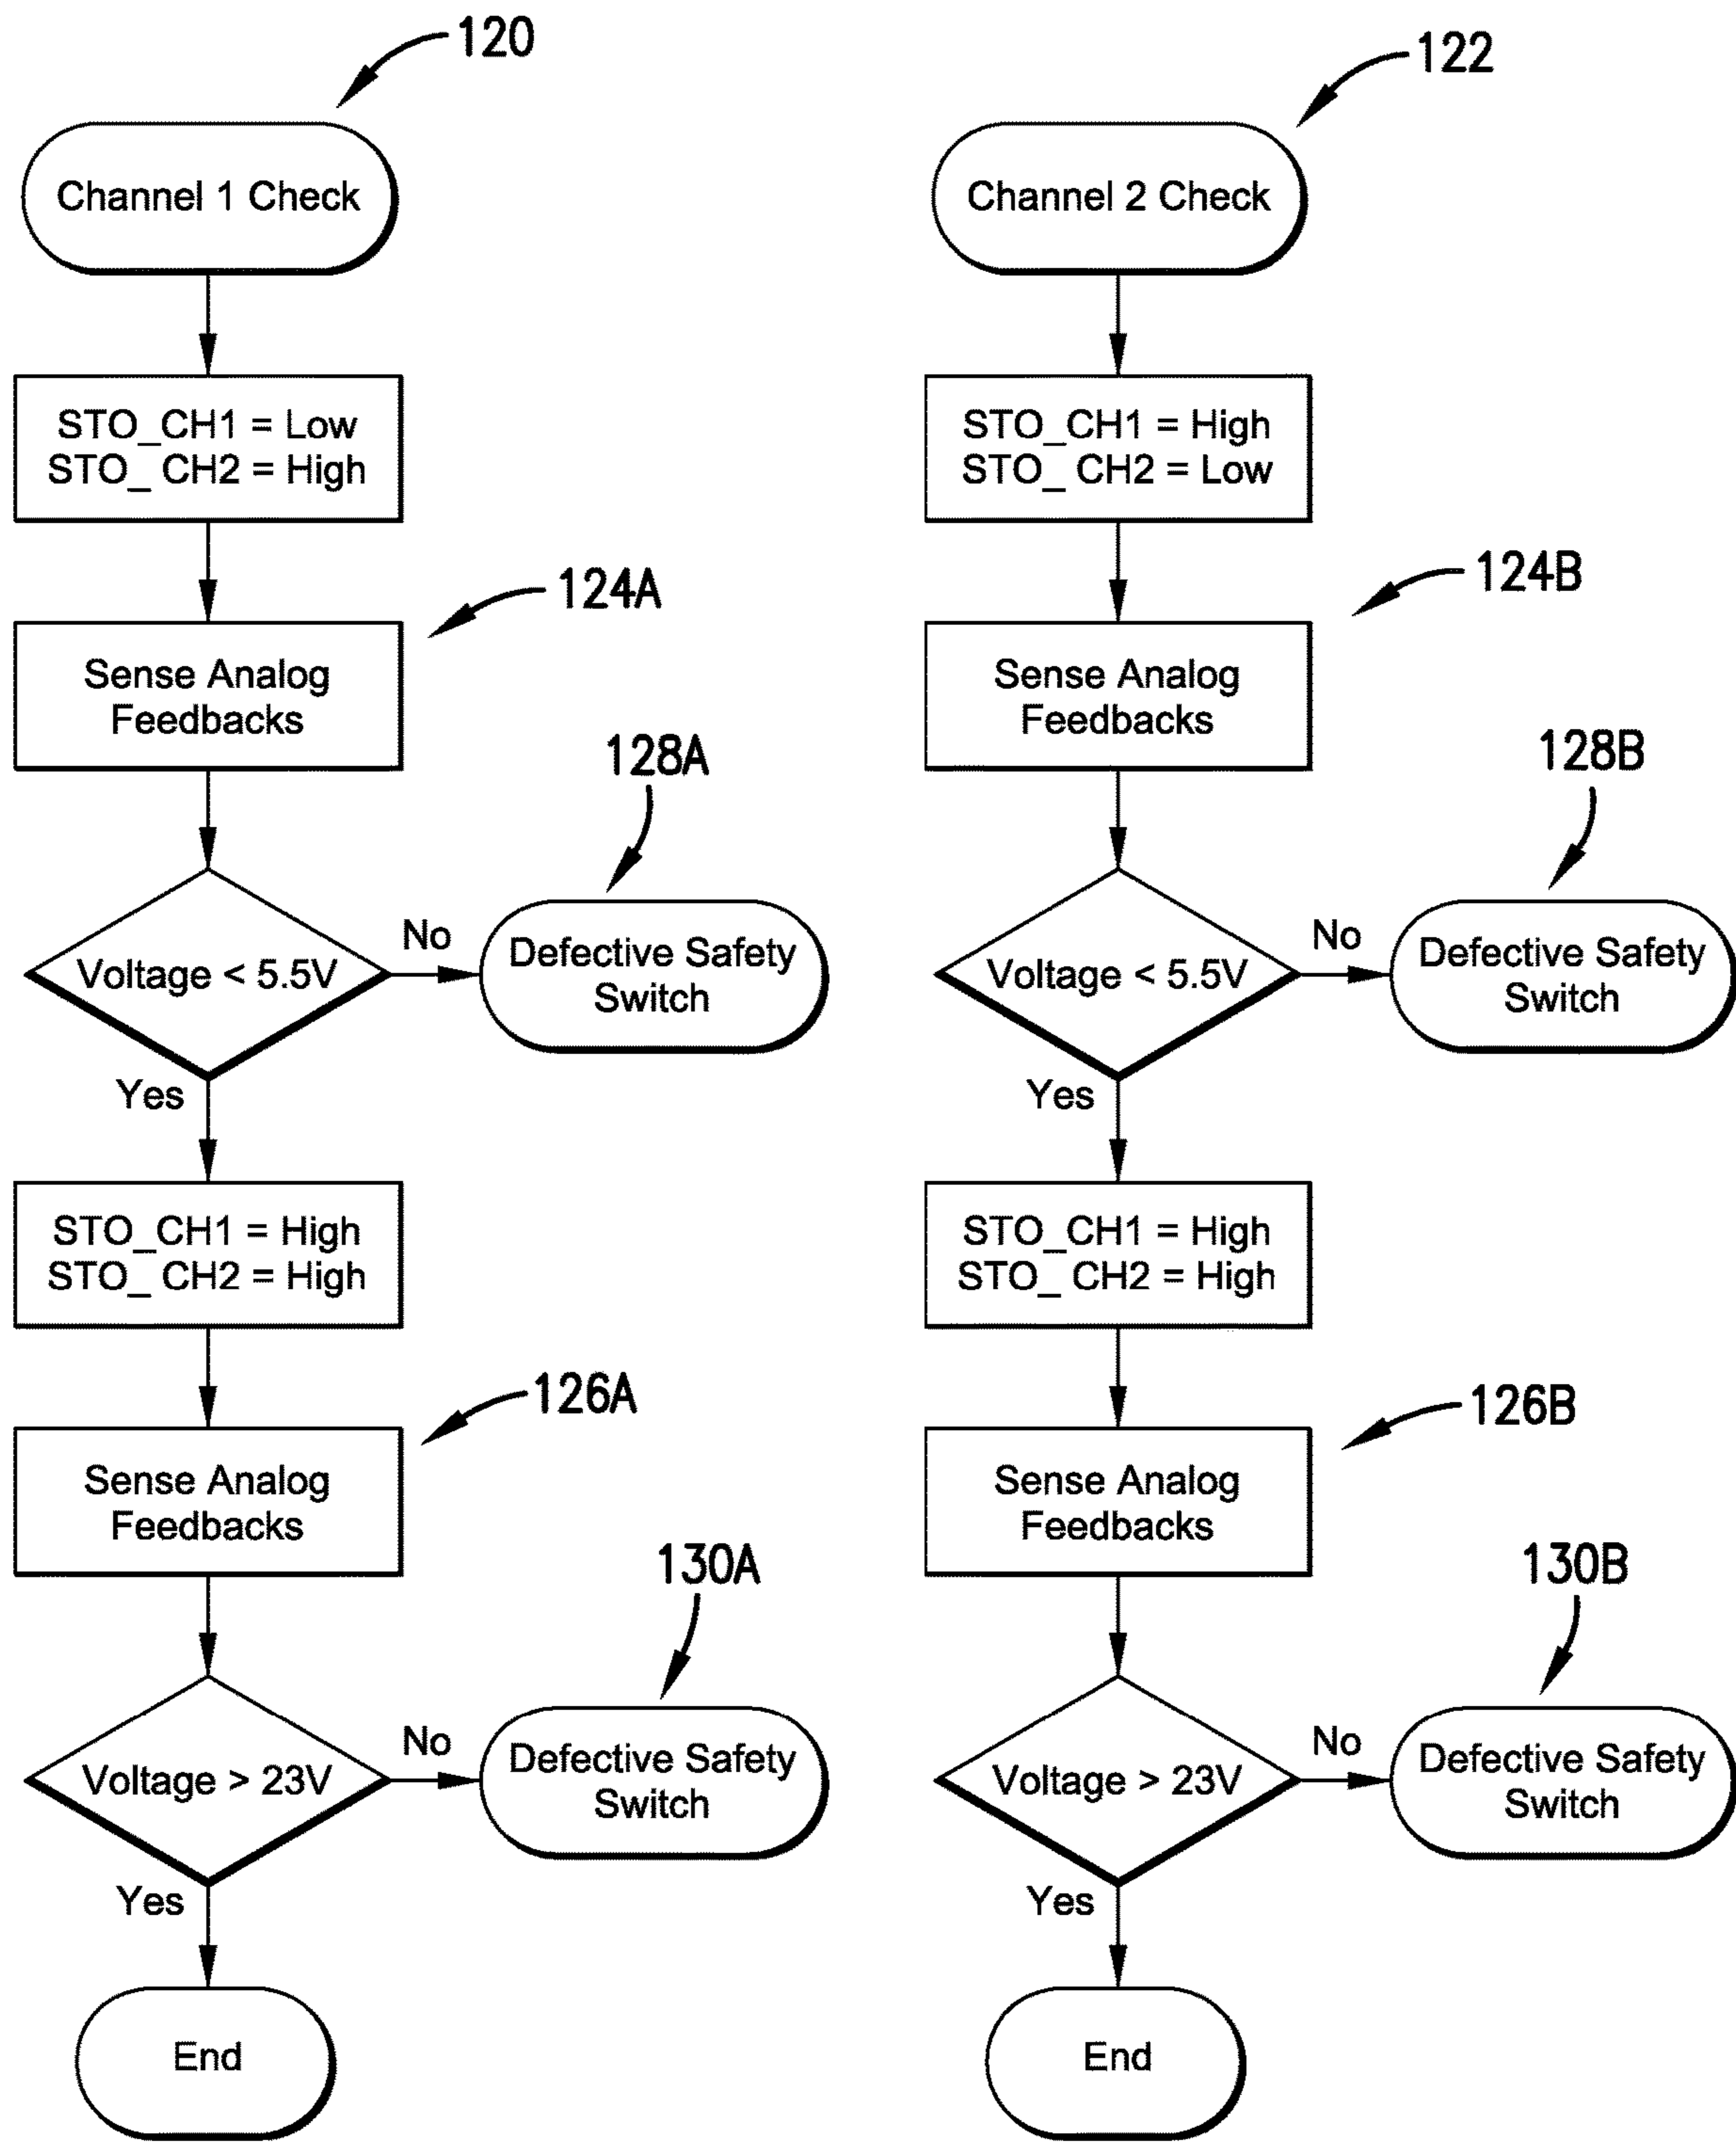 120
Channel 1 Check
STO_CH1 = Low
STO_ CH2 = High
124A
Sense Analog
Feedbacks
128A
Voltage < 5.5V
No
Defective Safety
Switch
Yes
STO_CH1 = High
STO_ CH2 = High
126A
Sense Analog
Feedbacks
130A
Voltage > 23V
No
Defective Safety
Switch
Yes
End
122
Channel 2 Check
STO_CH1 = High
STO_ CH2 = Low
124B
Sense Analog
Feedbacks
128B
Voltage < 5.5V
No
Defective Safety
Switch
Yes
STO_CH1 = High
STO_ CH2 = High
126B
Sense Analog
Feedbacks
130B
Voltage > 23V
No
Defective Safety
Switch
Yes
End